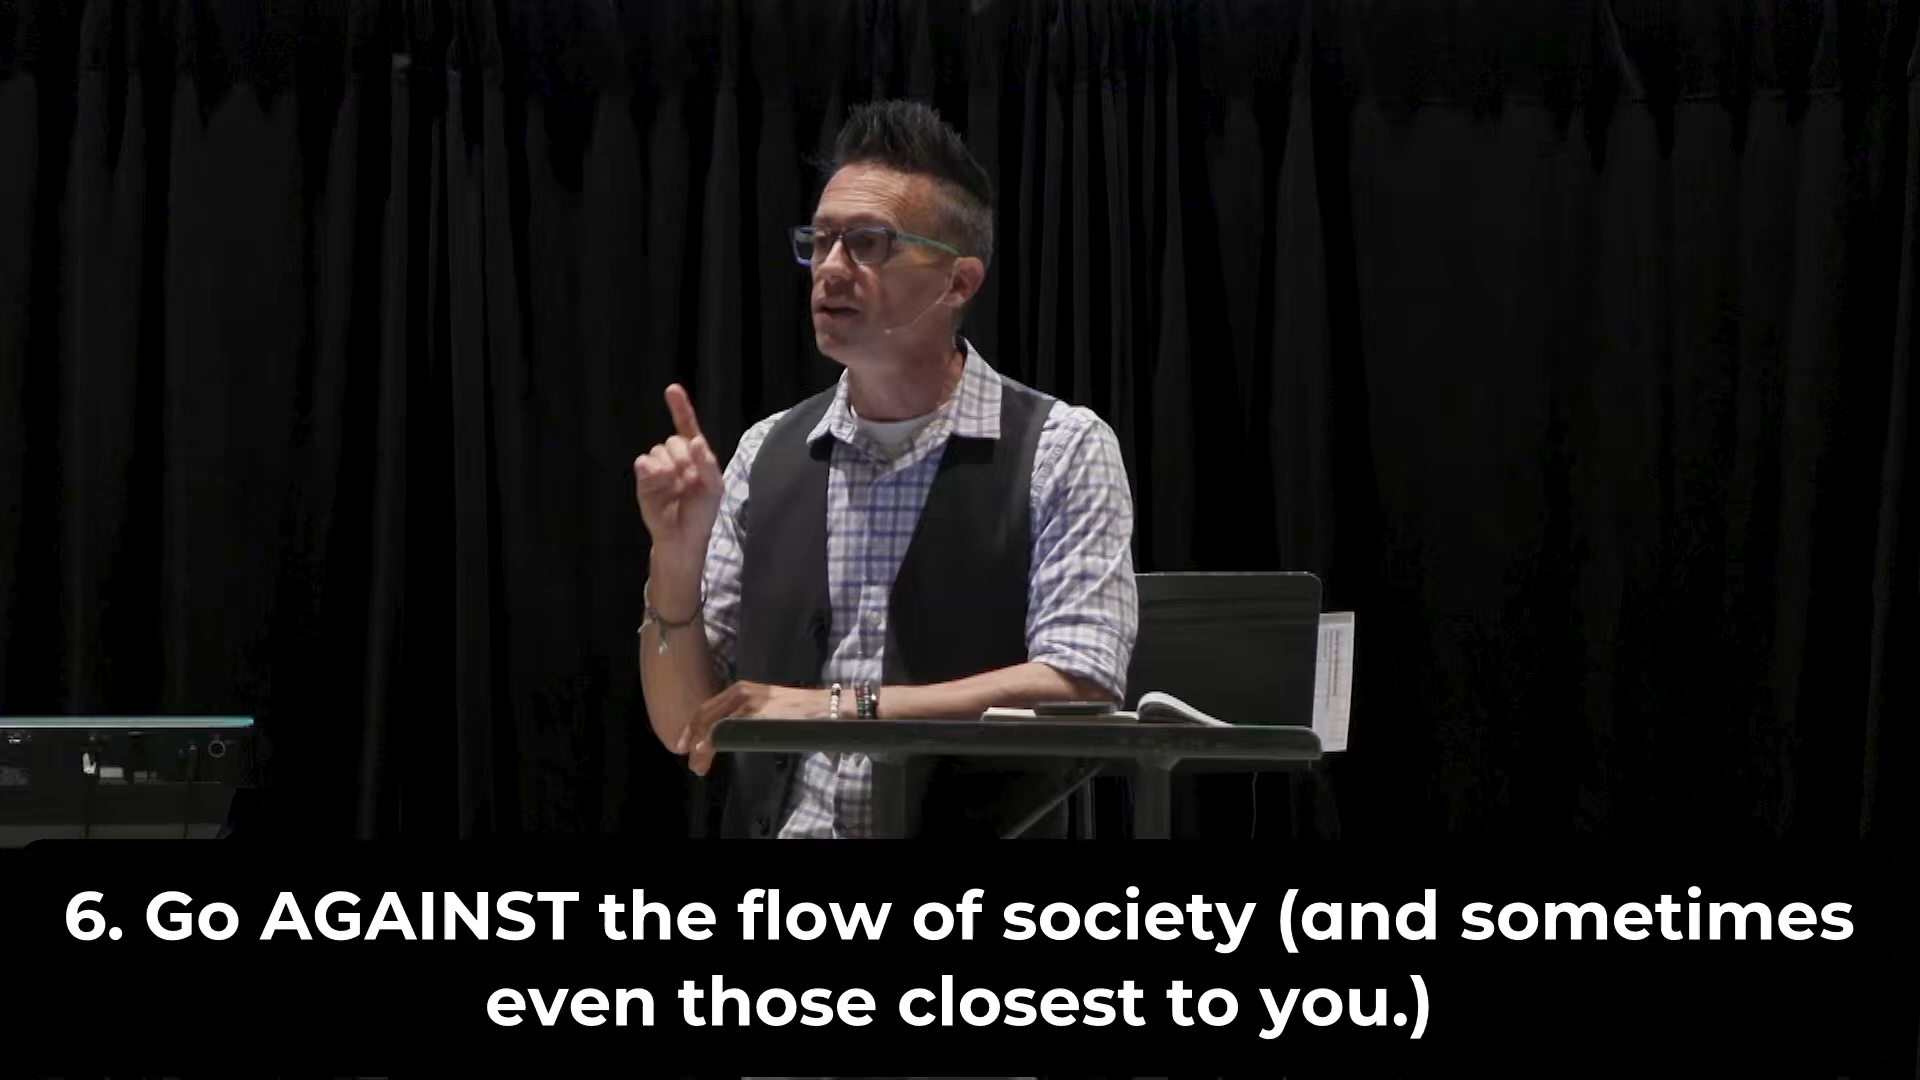 6. Go AGAINST the flow of society (and sometimes
even those closest to you.)